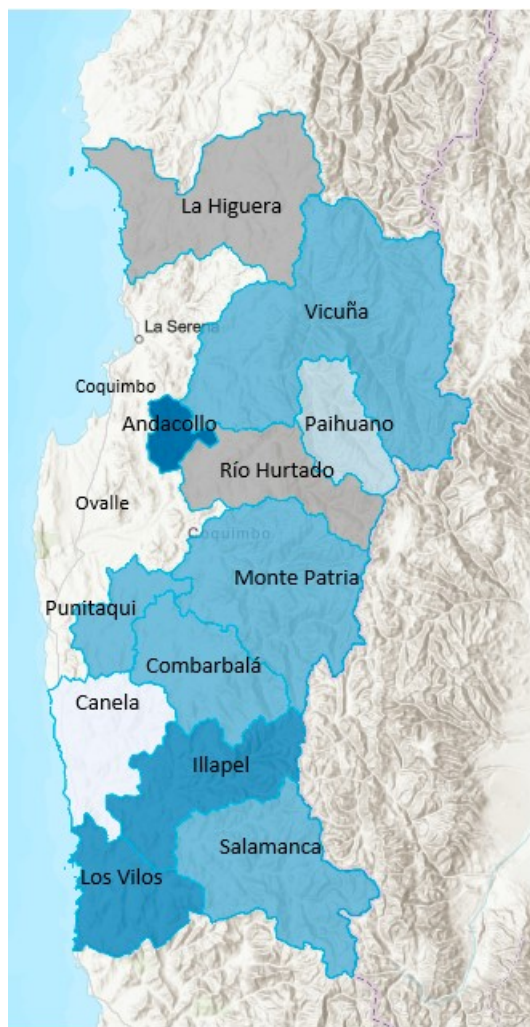 La Higuera
Vicuña
La Serena
Coquimbo
Andacollo
Paihuano
Río Hurtado
Ovalle
Coquimbo
Monte Patria
Punitaqui
Combarbalá
Canela
Illapel
Salamanca
Los Vilos